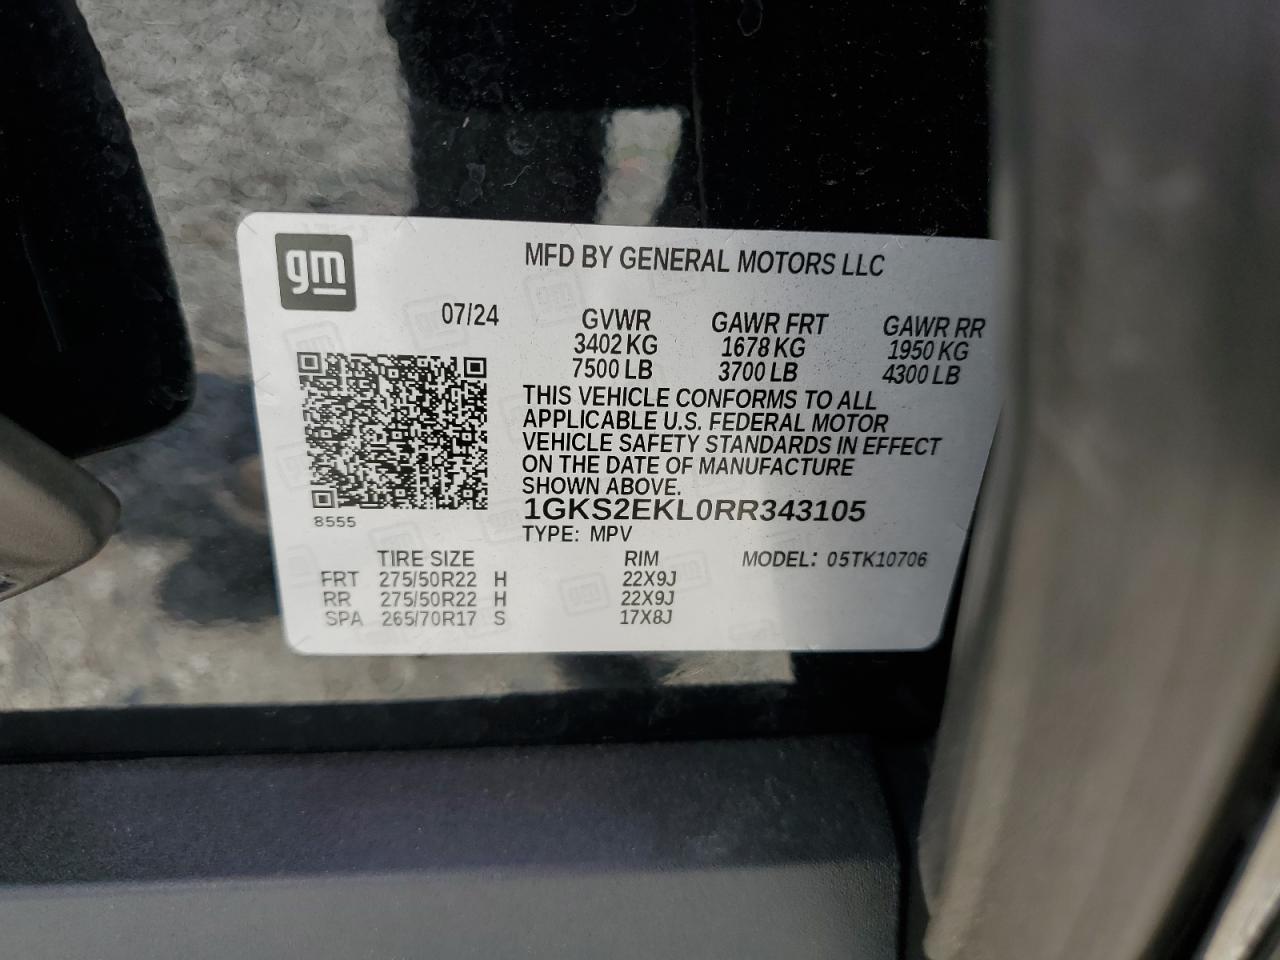 gm
MFD BY GENERAL MOTORS LLC
07/24 GVWR GAWR FRT GAWR RR
3402 KG 1678 KG 1950 KG
7500 LB 3700 LB 4300 LB
THIS VEHICLE CONFORMS TO ALL
APPLICABLE U.S. FEDERAL MOTOR
VEHICLE SAFETY STANDARDS IN EFFECT
ON THE DATE OF MANUFACTURE
SHOWN ABOVE.
1GKS2EKL0RR343105
8555
TYPE: MPV
TIRE SIZE RIM MODEL: 05TK10706
FRT 275/50R22 H 22X9J
RR 275/50R22 H 22X9J
SPA 265/70R17 S 17X8J